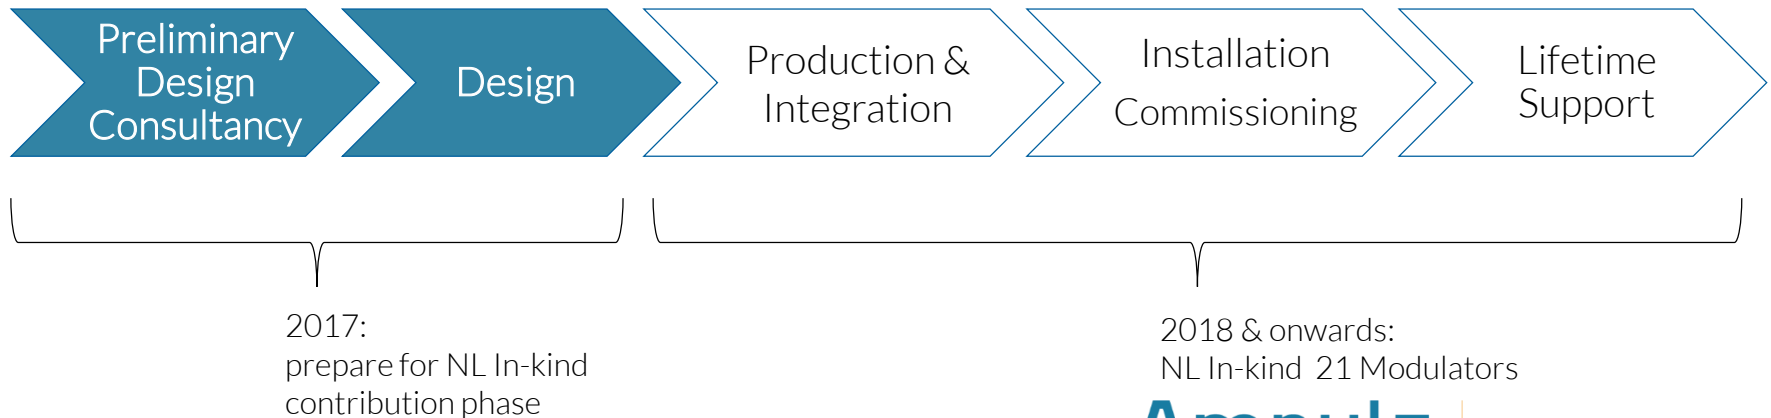 Preliminary
Design
Consultancy
Design
Production &
Integration
Installation
Commissioning
Lifetime
Support
2017:
prepare for NL In-kind
contribution phase
2018 & onwards:
NL In-kind 21 Modulators